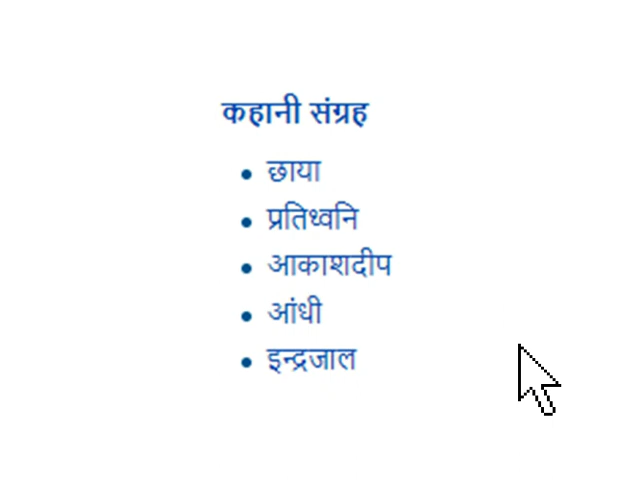 कहानी संग्रह
• छाया
• प्रतिध्वनि
• आकाशदीप
• आंधी
• इन्द्रजाल